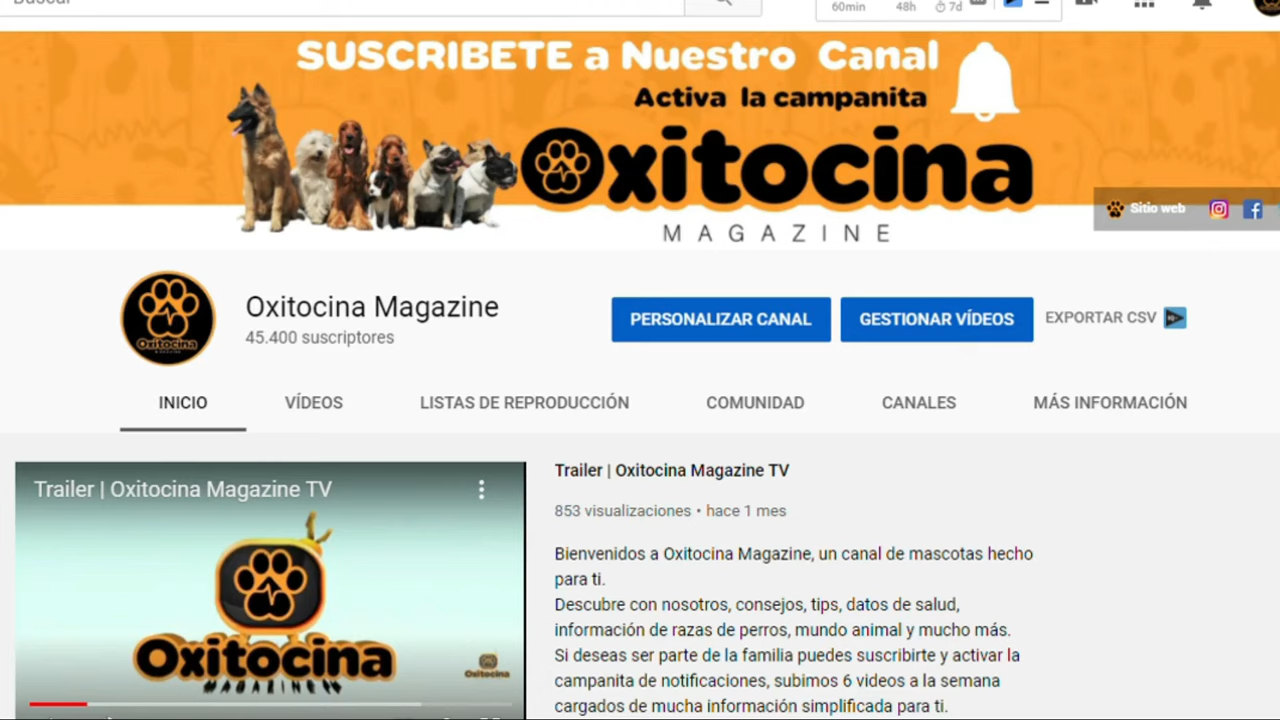 Buscar
60min 48h 7d
SUSCRIBETE a Nuestro Canal
Activa la campanita
Oxitocina
MAGAZINE
Sitio web
Oxitocina
Oxitocina Magazine
45.400 suscriptores
PERSONALIZAR CANAL
GESTIONAR VÍDEOS
EXPORTAR CSV
INICIO
VÍDEOS
LISTAS DE REPRODUCCIÓN
COMUNIDAD
CANALES
MÁS INFORMACIÓN
Trailer | Oxitocina Magazine TV
Oxitocina
MAGAZINE
Oxitocina
Trailer | Oxitocina Magazine TV
853 visualizaciones • hace 1 mes
Bienvenidos a Oxitocina Magazine, un canal de mascotas hecho
para ti.
Descubre con nosotros, consejos, tips, datos de salud,
información de razas de perros, mundo animal y mucho más.
Si deseas ser parte de la familia puedes suscribirte y activar la
campanita de notificaciones, subimos 6 videos a la semana
cargados de mucha información simplificada para ti.